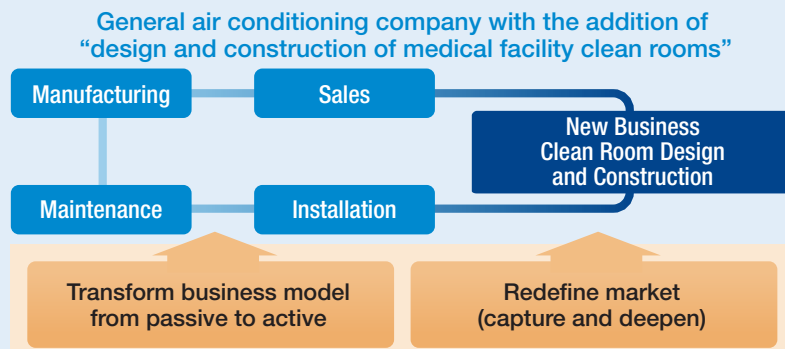 General air conditioning company with the addition of
“design and construction of medical facility clean rooms”
Manufacturing
Sales
New Business
Clean Room Design
and Construction
Maintenance
Installation
Transform business model
from passive to active
Redefine market
(capture and deepen)